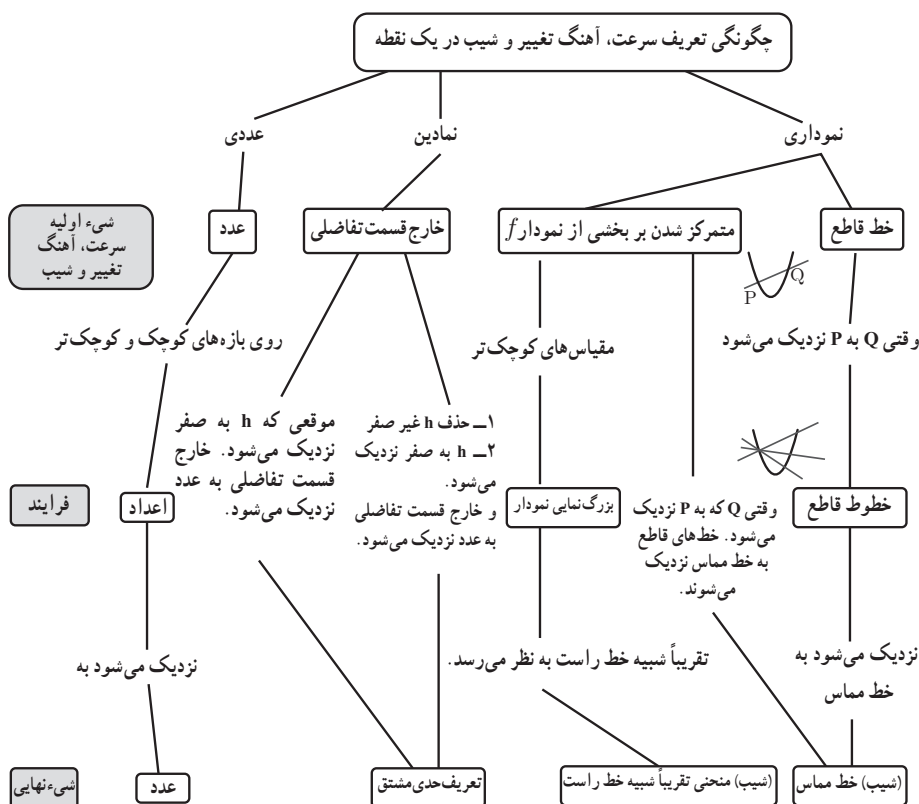 چگونگی تعریف سرعت، آهنگ تغییر و شیب در یک نقطه
نموداری
نمادین
عددی
خط قاطع
متمرکز شدن بر بخشی از نمودار f
خارج قسمت تفاضلی
عدد
شیء اولیه
سرعت، آهنگ
تغییر و شیب
P
Q
وقتی Q به P نزدیک می‌شود
مقیاس‌های کوچک‌تر
روی بازه‌های کوچک و کوچک‌تر
۱ــ حذف h غیر صفر
۲ــ h به صفر نزدیک
می‌شود.
و خارج قسمت تفاضلی
به عدد نزدیک می‌شود.
موقعی که h به صفر
نزدیک می‌شود. خارج
قسمت تفاضلی به عدد
نزدیک می‌شود.
خطوط قاطع
وقتی Q که به P نزدیک
می‌شود. خط‌های قاطع
به خط مماس نزدیک
می‌شوند.
بزرگ‌نمایی نمودار
اعداد
فرایند
نزدیک می‌شود به
خط مماس
تقریباً شبیه خط راست به نظر می‌رسد.
نزدیک می‌شود به
(شیب) خط مماس
(شیب) منحنی تقریباً شبیه خط راست
تعریف حدی مشتق
عدد
شیء نهایی